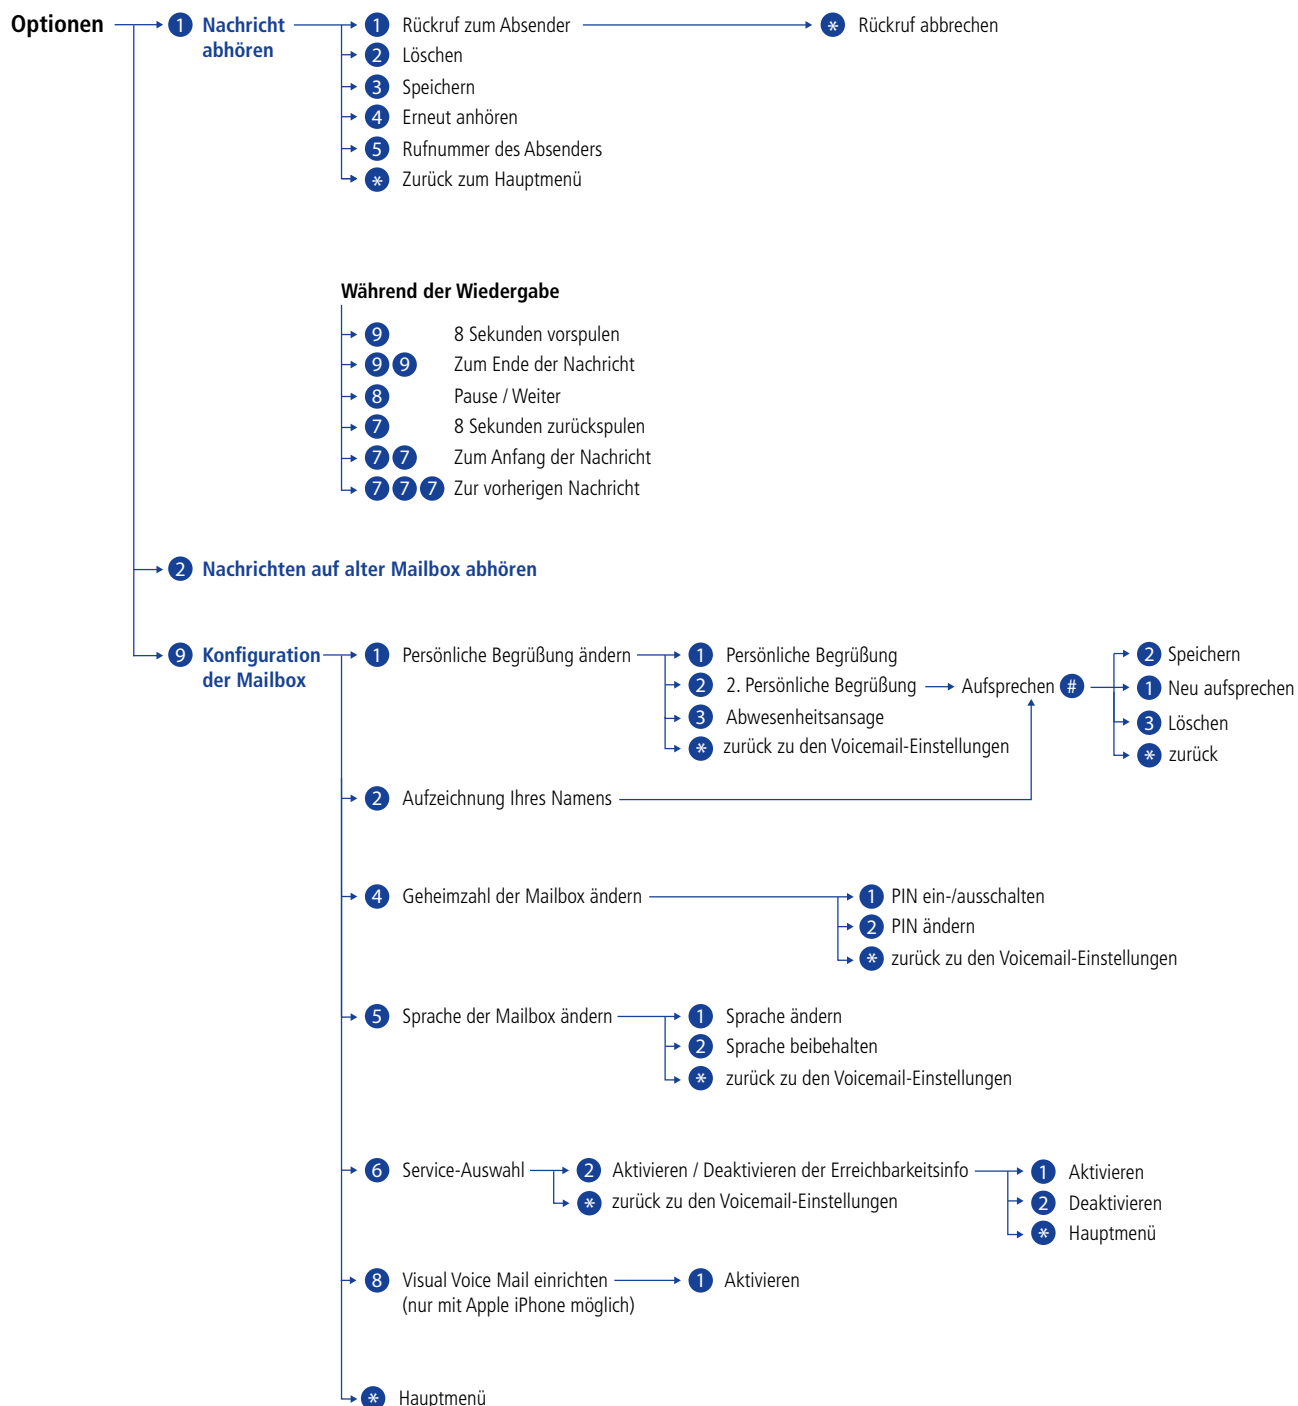 Optionen
1 Nachricht
abhören
1 Rückruf zum Absender
* Rückruf abbrechen
2 Löschen
3 Speichern
4 Erneut anhören
5 Rufnummer des Absenders
* Zurück zum Hauptmenü
Während der Wiedergabe
9 8 Sekunden vorspulen
9 9 Zum Ende der Nachricht
8 Pause / Weiter
7 8 Sekunden zurückspulen
7 7 Zum Anfang der Nachricht
7 7 7 Zur vorherigen Nachricht
2 Nachrichten auf alter Mailbox abhören
9 Konfiguration
der Mailbox
1 Persönliche Begrüßung ändern
1 Persönliche Begrüßung
2 2. Persönliche Begrüßung
3 Abwesenheitsansage
* zurück zu den Voicemail-Einstellungen
Aufsprechen #
2 Speichern
1 Neu aufsprechen
3 Löschen
* zurück
2 Aufzeichnung Ihres Namens
4 Geheimzahl der Mailbox ändern
1 PIN ein-/ausschalten
2 PIN ändern
* zurück zu den Voicemail-Einstellungen
5 Sprache der Mailbox ändern
1 Sprache ändern
2 Sprache beibehalten
* zurück zu den Voicemail-Einstellungen
6 Service-Auswahl
2 Aktivieren / Deaktivieren der Erreichbarkeitsinfo
* zurück zu den Voicemail-Einstellungen
1 Aktivieren
2 Deaktivieren
* Hauptmenü
8 Visual Voice Mail einrichten
(nur mit Apple iPhone möglich)
1 Aktivieren
* Hauptmenü